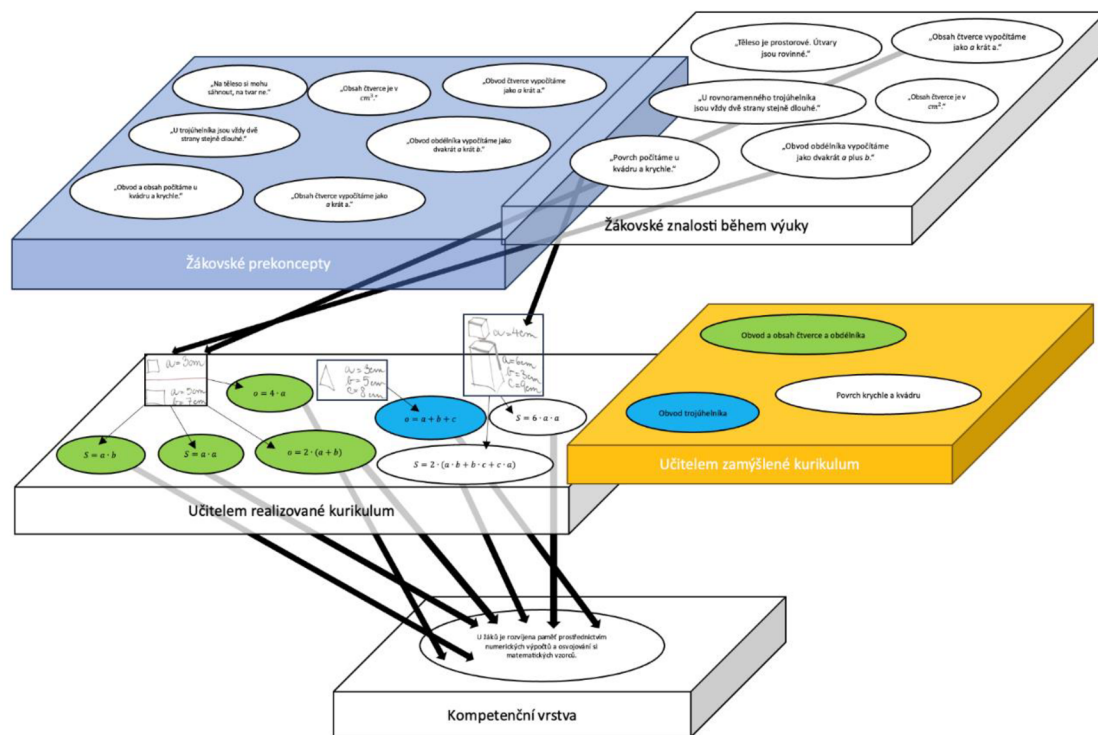 „Na těleso si mohu
sáhnout, na tvar ne.“
„Obsah čtverce je v
cm³.“
„Obvod čtverce vypočítáme
jako a krát a.“
„U trojúhelníka jsou vždy dvě
strany stejně dlouhé.“
„Obvod obdélníka vypočítáme jako
dvakrát a krát b.“
„Obvod a obsah počítáme u
kvádru a krychle.“
„Obsah čtverce vypočítáme jako
a krát a.“
Žákovské prekoncepty
„Těleso je prostorové. Útvary
jsou rovinné.“
„Obsah čtverce vypočítáme
jako a krát a.“
„U rovnoramenného trojúhelníka
jsou vždy dvě strany stejně dlouhé.“
„Obsah čtverce je v
cm².“
„Povrch počítáme u
kvádru a krychle.“
„Obvod obdélníka vypočítáme
jako dvakrát a plus b.“
Žákovské znalosti během výuky
a=3cm
a=5cm
b=7cm
a=3cm
b=5cm
c=8cm
a=4cm
a=6cm
b=3cm
o = 4 · a
o = a + b + c
S = 6 · a · a
S = a · b
S = a · a
o = 2 · (a + b)
S = 2 · (a · b + b · c + c · a)
Učitelem realizované kurikulum
Obvod a obsah čtverce a obdélníka
Obvod trojúhelníka
Povrch krychle a kvádru
Učitelem zamýšlené kurikulum
U žáků je rozvíjena paměť prostřednictvím
numerických výpočtů a osvojování si
matematických vzorců.
Kompetenční vrstva